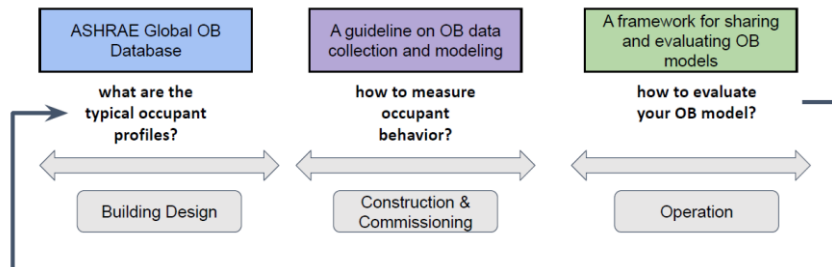 ASHRAE Global OB
Database
A guideline on OB data
collection and modeling
A framework for sharing
and evaluating OB
models
what are the
typical occupant
profiles?
how to measure
occupant
behavior?
how to evaluate
your OB model?
Building Design
Construction &
Commissioning
Operation